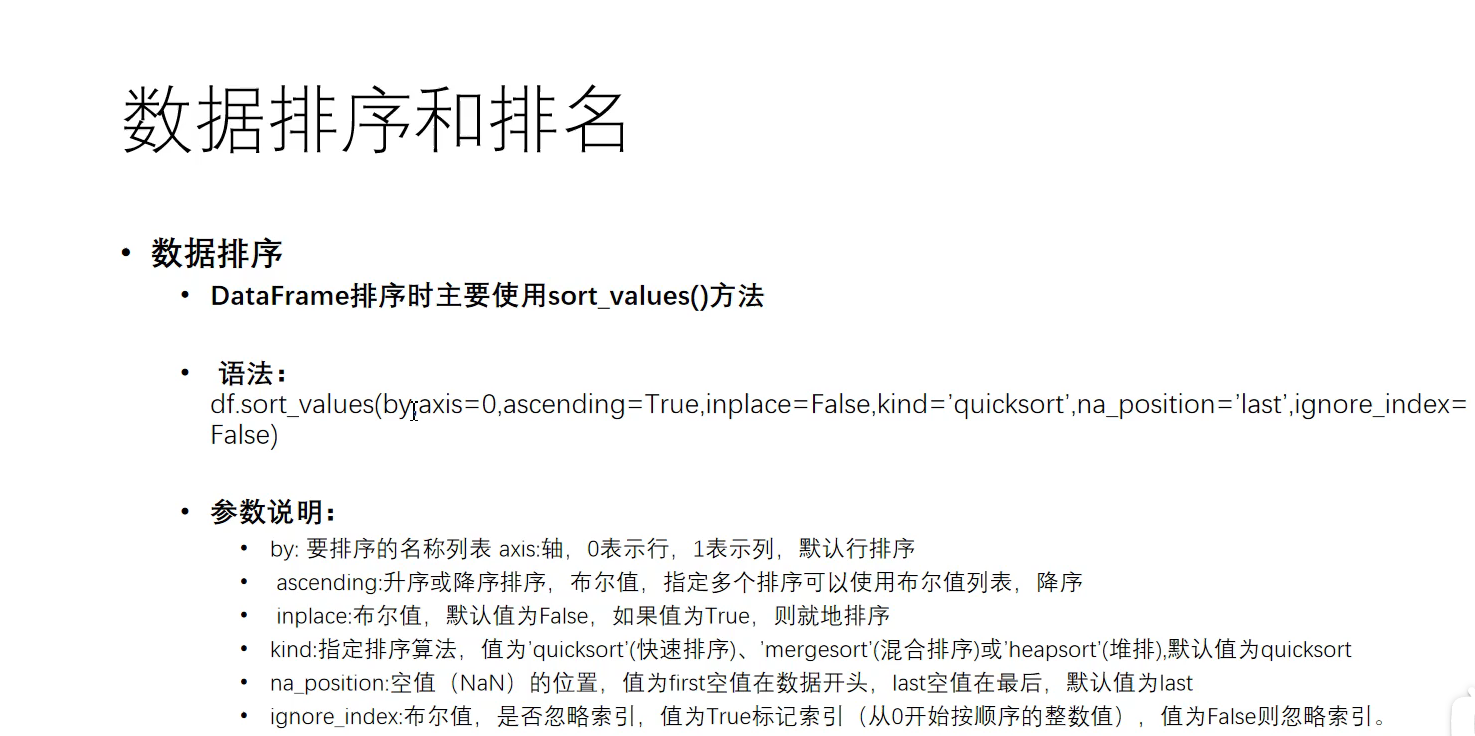 数据排序和排名
• 数据排序
• DataFrame排序时主要使用sort_values()方法
• 语法：
df.sort_values(by,axis=0,ascending=True,inplace=False,kind='quicksort',na_position='last',ignore_index=
False)
• 参数说明：
• by: 要排序的名称列表 axis:轴，0表示行，1表示列，默认行排序
• ascending:升序或降序排序，布尔值，指定多个排序可以使用布尔值列表，降序
• inplace:布尔值，默认值为False，如果值为True，则就地排序
• kind:指定排序算法，值为'quicksort'(快速排序)、'mergesort'(混合排序)或'heapsort'(堆排),默认值为quicksort
• na_position:空值（NaN）的位置，值为first空值在数据开头，last空值在最后，默认值为last
• ignore_index:布尔值，是否忽略索引，值为True标记索引（从0开始按顺序的整数值），值为False则忽略索引。